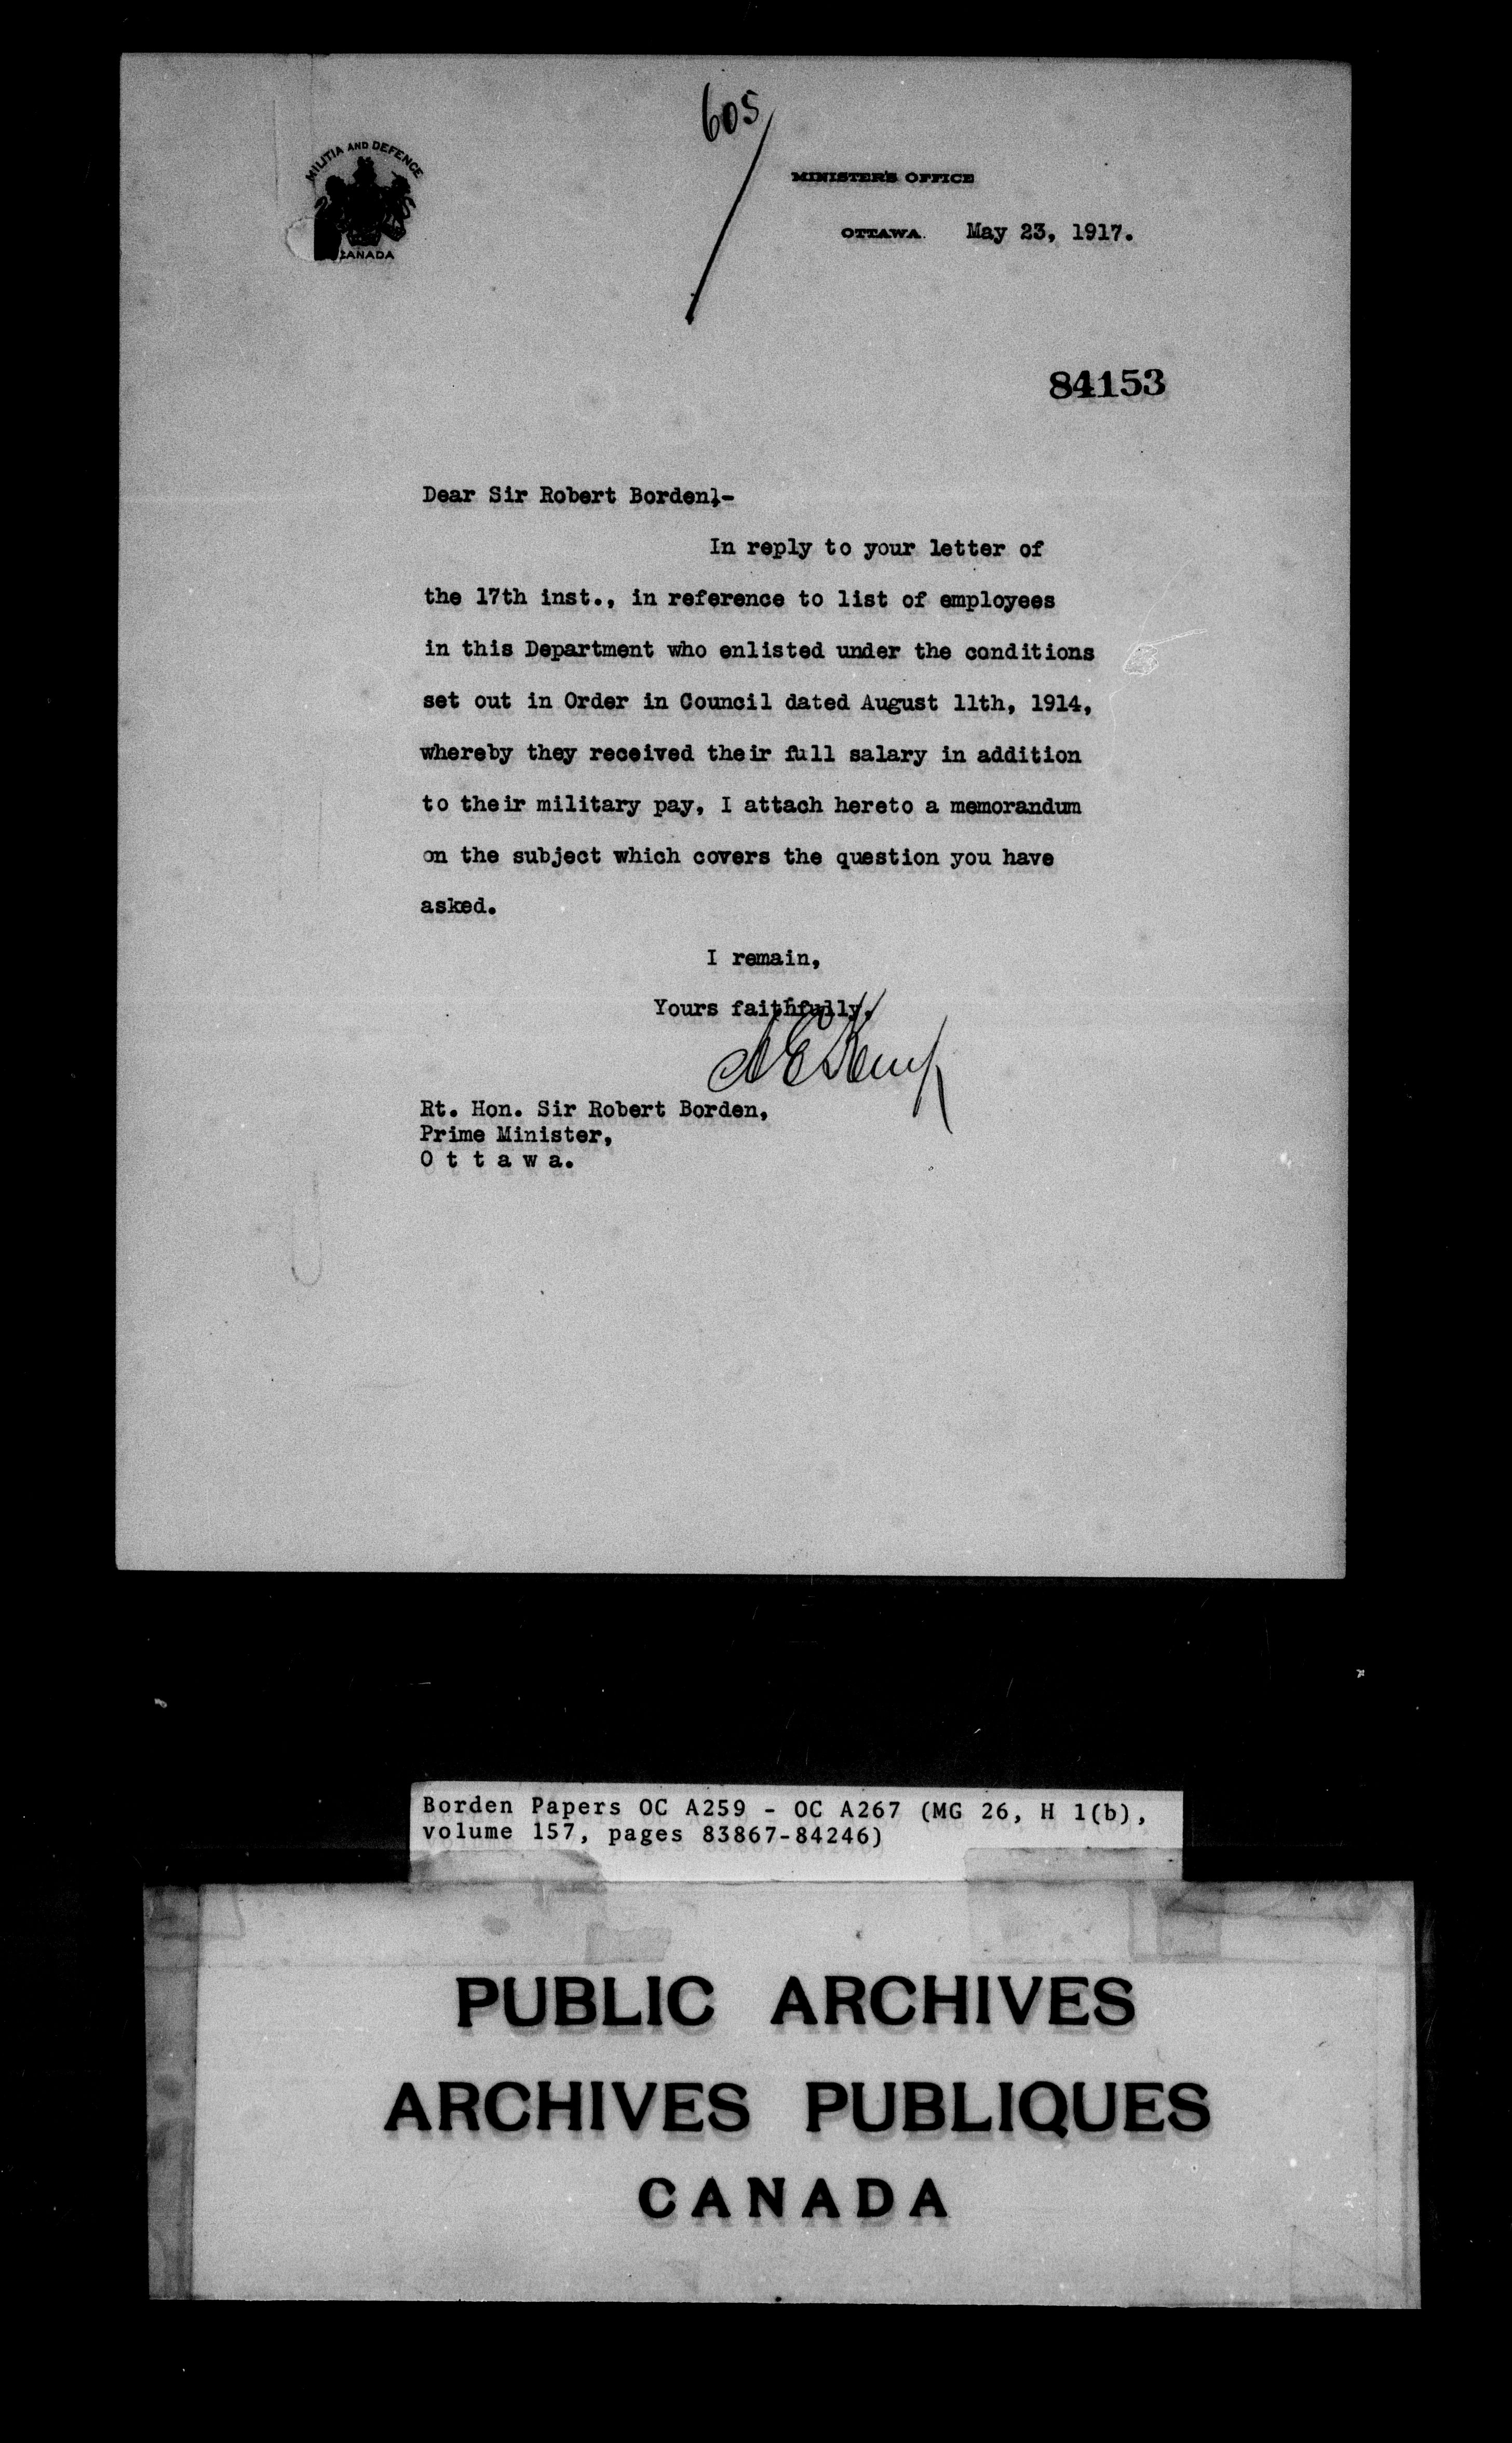 605
MILITIA AND DEFENCE
CANADA
MINISTER'S OFFICE
OTTAWA. May 23, 1917.
84153
Dear Sir Robert Borden,-
In reply to your letter of
the 17th inst., in reference to list of employees
in this Department who enlisted under the conditions
set out in Order in Council dated August 11th, 1914,
whereby they received their full salary in addition
to their military pay, I attach hereto a memorandum
on the subject which covers the question you have
asked.
I remain,
Yours faithfully,
A E Kemp
Rt. Hon. Sir Robert Borden,
Prime Minister,
O t t a w a.
Borden Papers OC A259 - OC A267 (MG 26, H 1(b),
volume 157, pages 83867-84246)
PUBLIC ARCHIVES
ARCHIVES PUBLIQUES
CANADA